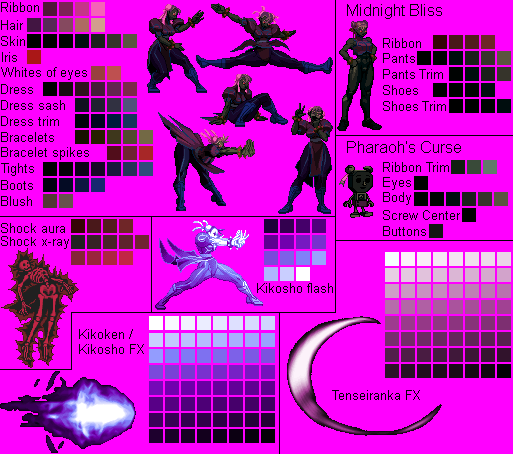 Ribbon
Hair
Skin
Iris
Whites of eyes
Dress
Dress sash
Dress trim
Bracelets
Bracelet spikes
Tights
Boots
Blush
Midnight Bliss
Ribbon
Pants
Pants Trim
Shoes
Shoes Trim
Pharaoh's Curse
Ribbon Trim
Eyes
Body
Screw Center
Buttons
Shock aura
Shock x-ray
Kikosho flash
Kikoken /
Kikosho FX
Tenseiranka FX